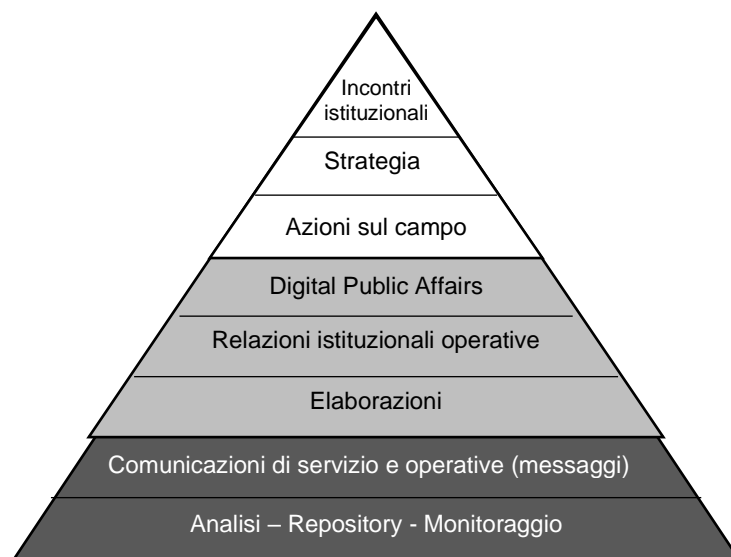 Incontri
istituzionali
Strategia
Azioni sul campo
Digital Public Affairs
Relazioni istituzionali operative
Elaborazioni
Comunicazioni di servizio e operative (messaggi)
Analisi – Repository - Monitoraggio